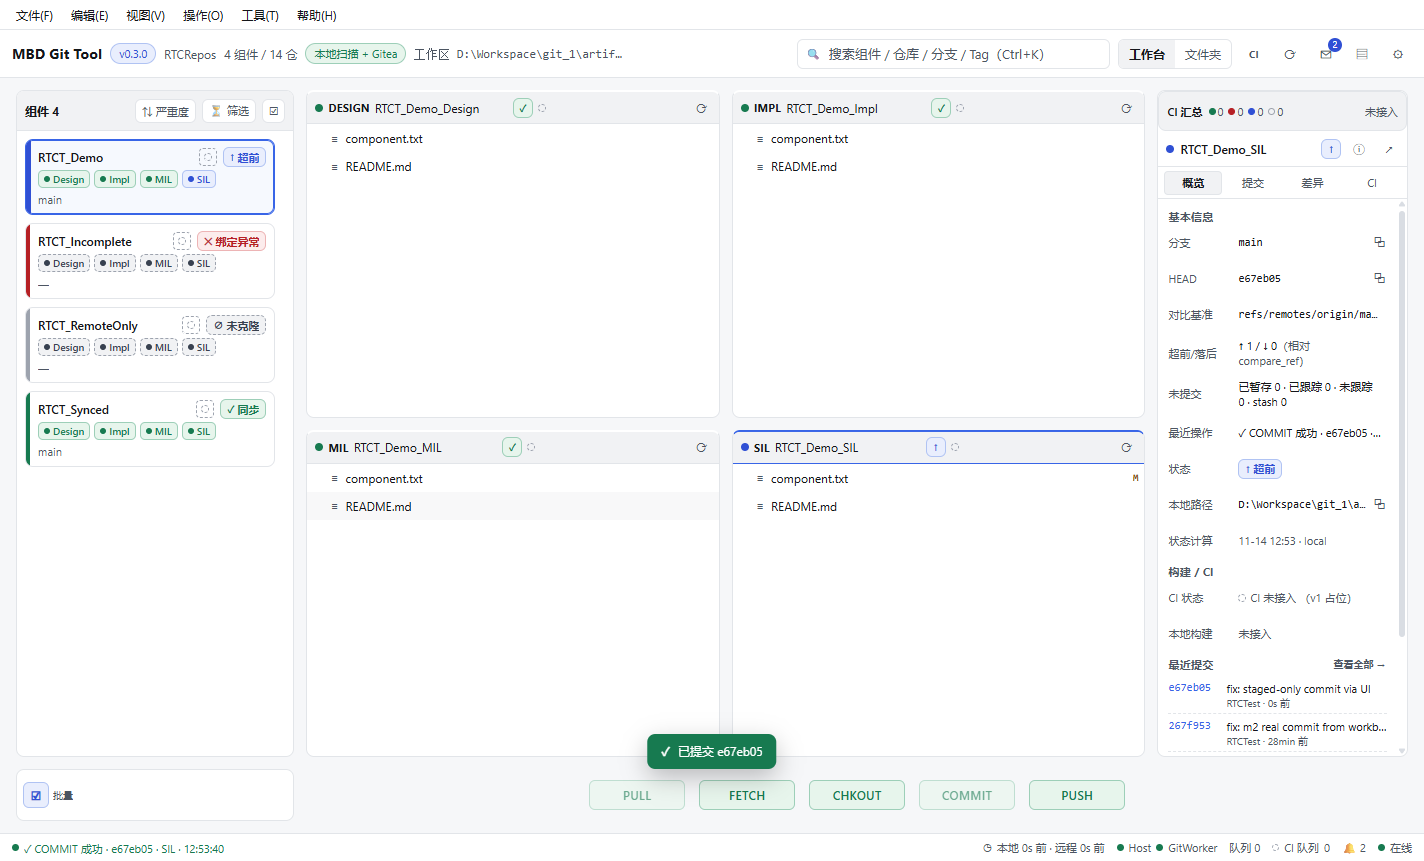 文件(F) 编辑(E) 视图(V) 操作(O) 工具(T) 帮助(H)
MBD Git Tool v0.3.0 RTCRepos 4 组件 / 14 仓 本地扫描 + Gitea 工作区 D:\Workspace\git_1\artif… 搜索组件 / 仓库 / 分支 / Tag（Ctrl+K） 工作台 文件夹 CI 2
组件 4 ⇅ 严重度 筛选
RTCT_Demo ↑ 超前
Design Impl MIL SIL
main
RTCT_Incomplete ✕ 绑定异常
Design Impl MIL SIL
—
RTCT_RemoteOnly ⊘ 未克隆
Design Impl MIL SIL
—
RTCT_Synced ✓ 同步
Design Impl MIL SIL
main
批量
DESIGN RTCT_Demo_Design ✓
component.txt
README.md
IMPL RTCT_Demo_Impl ✓
component.txt
README.md
MIL RTCT_Demo_MIL ✓
component.txt
README.md
SIL RTCT_Demo_SIL ↑
component.txt M
README.md
✓ 已提交 e67eb05
PULL FETCH CHKOUT COMMIT PUSH
CI 汇总 0 0 0 0 未接入
RTCT_Demo_SIL ↑
概览 提交 差异 CI
基本信息
分支 main
HEAD e67eb05
对比基准 refs/remotes/origin/ma…
超前/落后 ↑ 1 / ↓ 0（相对
compare_ref)
未提交 已暂存 0 · 已跟踪 0 · 未跟踪
0 · stash 0
最近操作 ✓ COMMIT 成功 · e67eb05 ·…
状态 ↑ 超前
本地路径 D:\Workspace\git_1\a…
状态计算 11-14 12:53 · local
构建 / CI
CI 状态 CI 未接入 （v1 占位）
本地构建 未接入
最近提交 查看全部 →
e67eb05 fix: staged-only commit via UI
RTCTest · 0s 前
267f953 fix: m2 real commit from workb…
RTCTest · 28min 前
✓ COMMIT 成功 · e67eb05 · SIL · 12:53:40 本地 0s 前 · 远程 0s 前 Host GitWorker 队列 0 CI 队列 0 2 在线